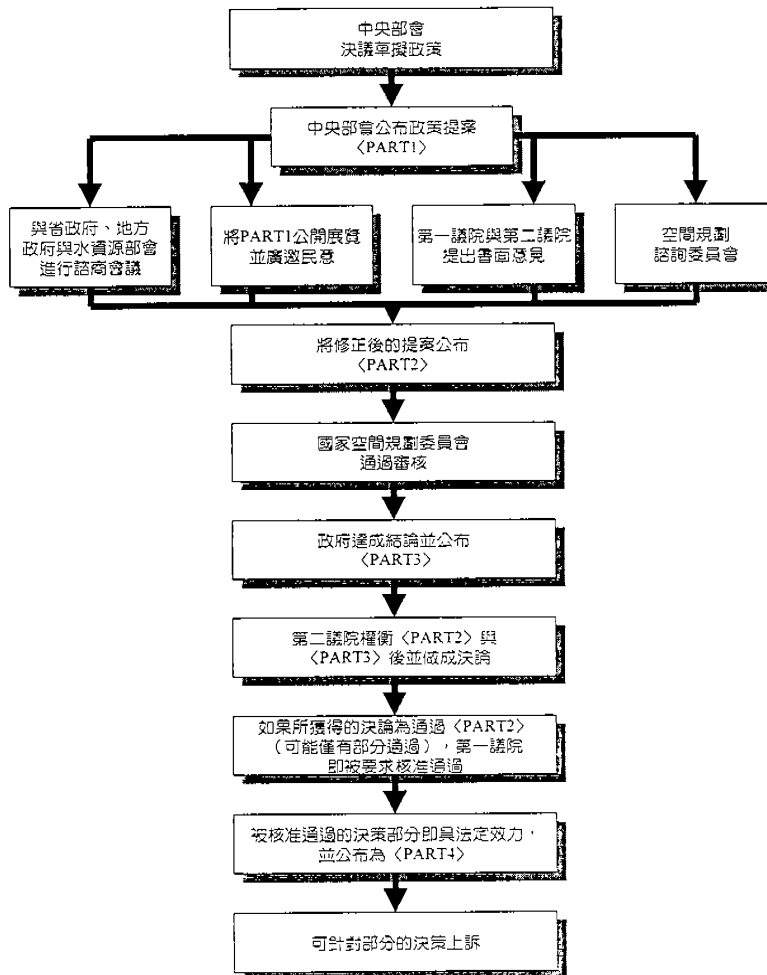 中央部會
決議草擬政策
中央部會公布政策提案
〈PART1〉
與省政府、地方
政府與水資源部會
進行諮商會議
將PART1公開展覽
並廣邀民意
第一議院與第二議院
提出書面意見
空間規劃
諮詢委員會
將修正後的提案公布
〈PART2〉
國家空間規劃委員會
通過審核
政府達成結論並公布
〈PART3〉
第二議院權衡〈PART2〉與
〈PART3〉後並做成決論
如果所獲得的決論為通過〈PART2〉
（可能僅有部分通過），第一議院
即被要求核准通過
被核准通過的決策部分即具法定效力，
並公布為〈PART4〉
可針對部分的決策上訴